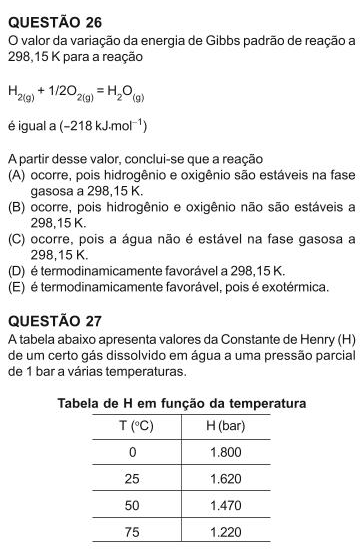 QUESTÃO 26
O valor da variação da energia de Gibbs padrão de reação a
298,15 K para a reação
H2(g) + 1/2O2(g) = H2O(g)
é igual a (−218 kJ.mol⁻¹)
A partir desse valor, conclui-se que a reação
(A) ocorre, pois hidrogênio e oxigênio são estáveis na fase
gasosa a 298,15 K.
(B) ocorre, pois hidrogênio e oxigênio não são estáveis a
298,15 K.
(C) ocorre, pois a água não é estável na fase gasosa a
298,15 K.
(D) é termodinamicamente favorável a 298,15 K.
(E) é termodinamicamente favorável, pois é exotérmica.
QUESTÃO 27
A tabela abaixo apresenta valores da Constante de Henry (H)
de um certo gás dissolvido em água a uma pressão parcial
de 1 bar a várias temperaturas.
Tabela de H em função da temperatura
T (ºC) H (bar)
0 1.800
25 1.620
50 1.470
75 1.220